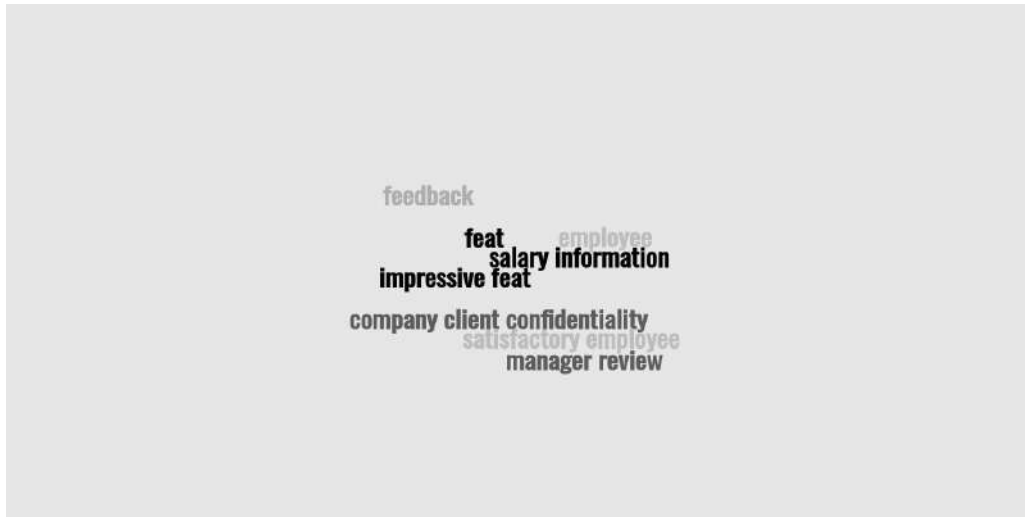 feedback
feat employee
salary information
impressive feat
company client confidentiality
satisfactory employee
manager review